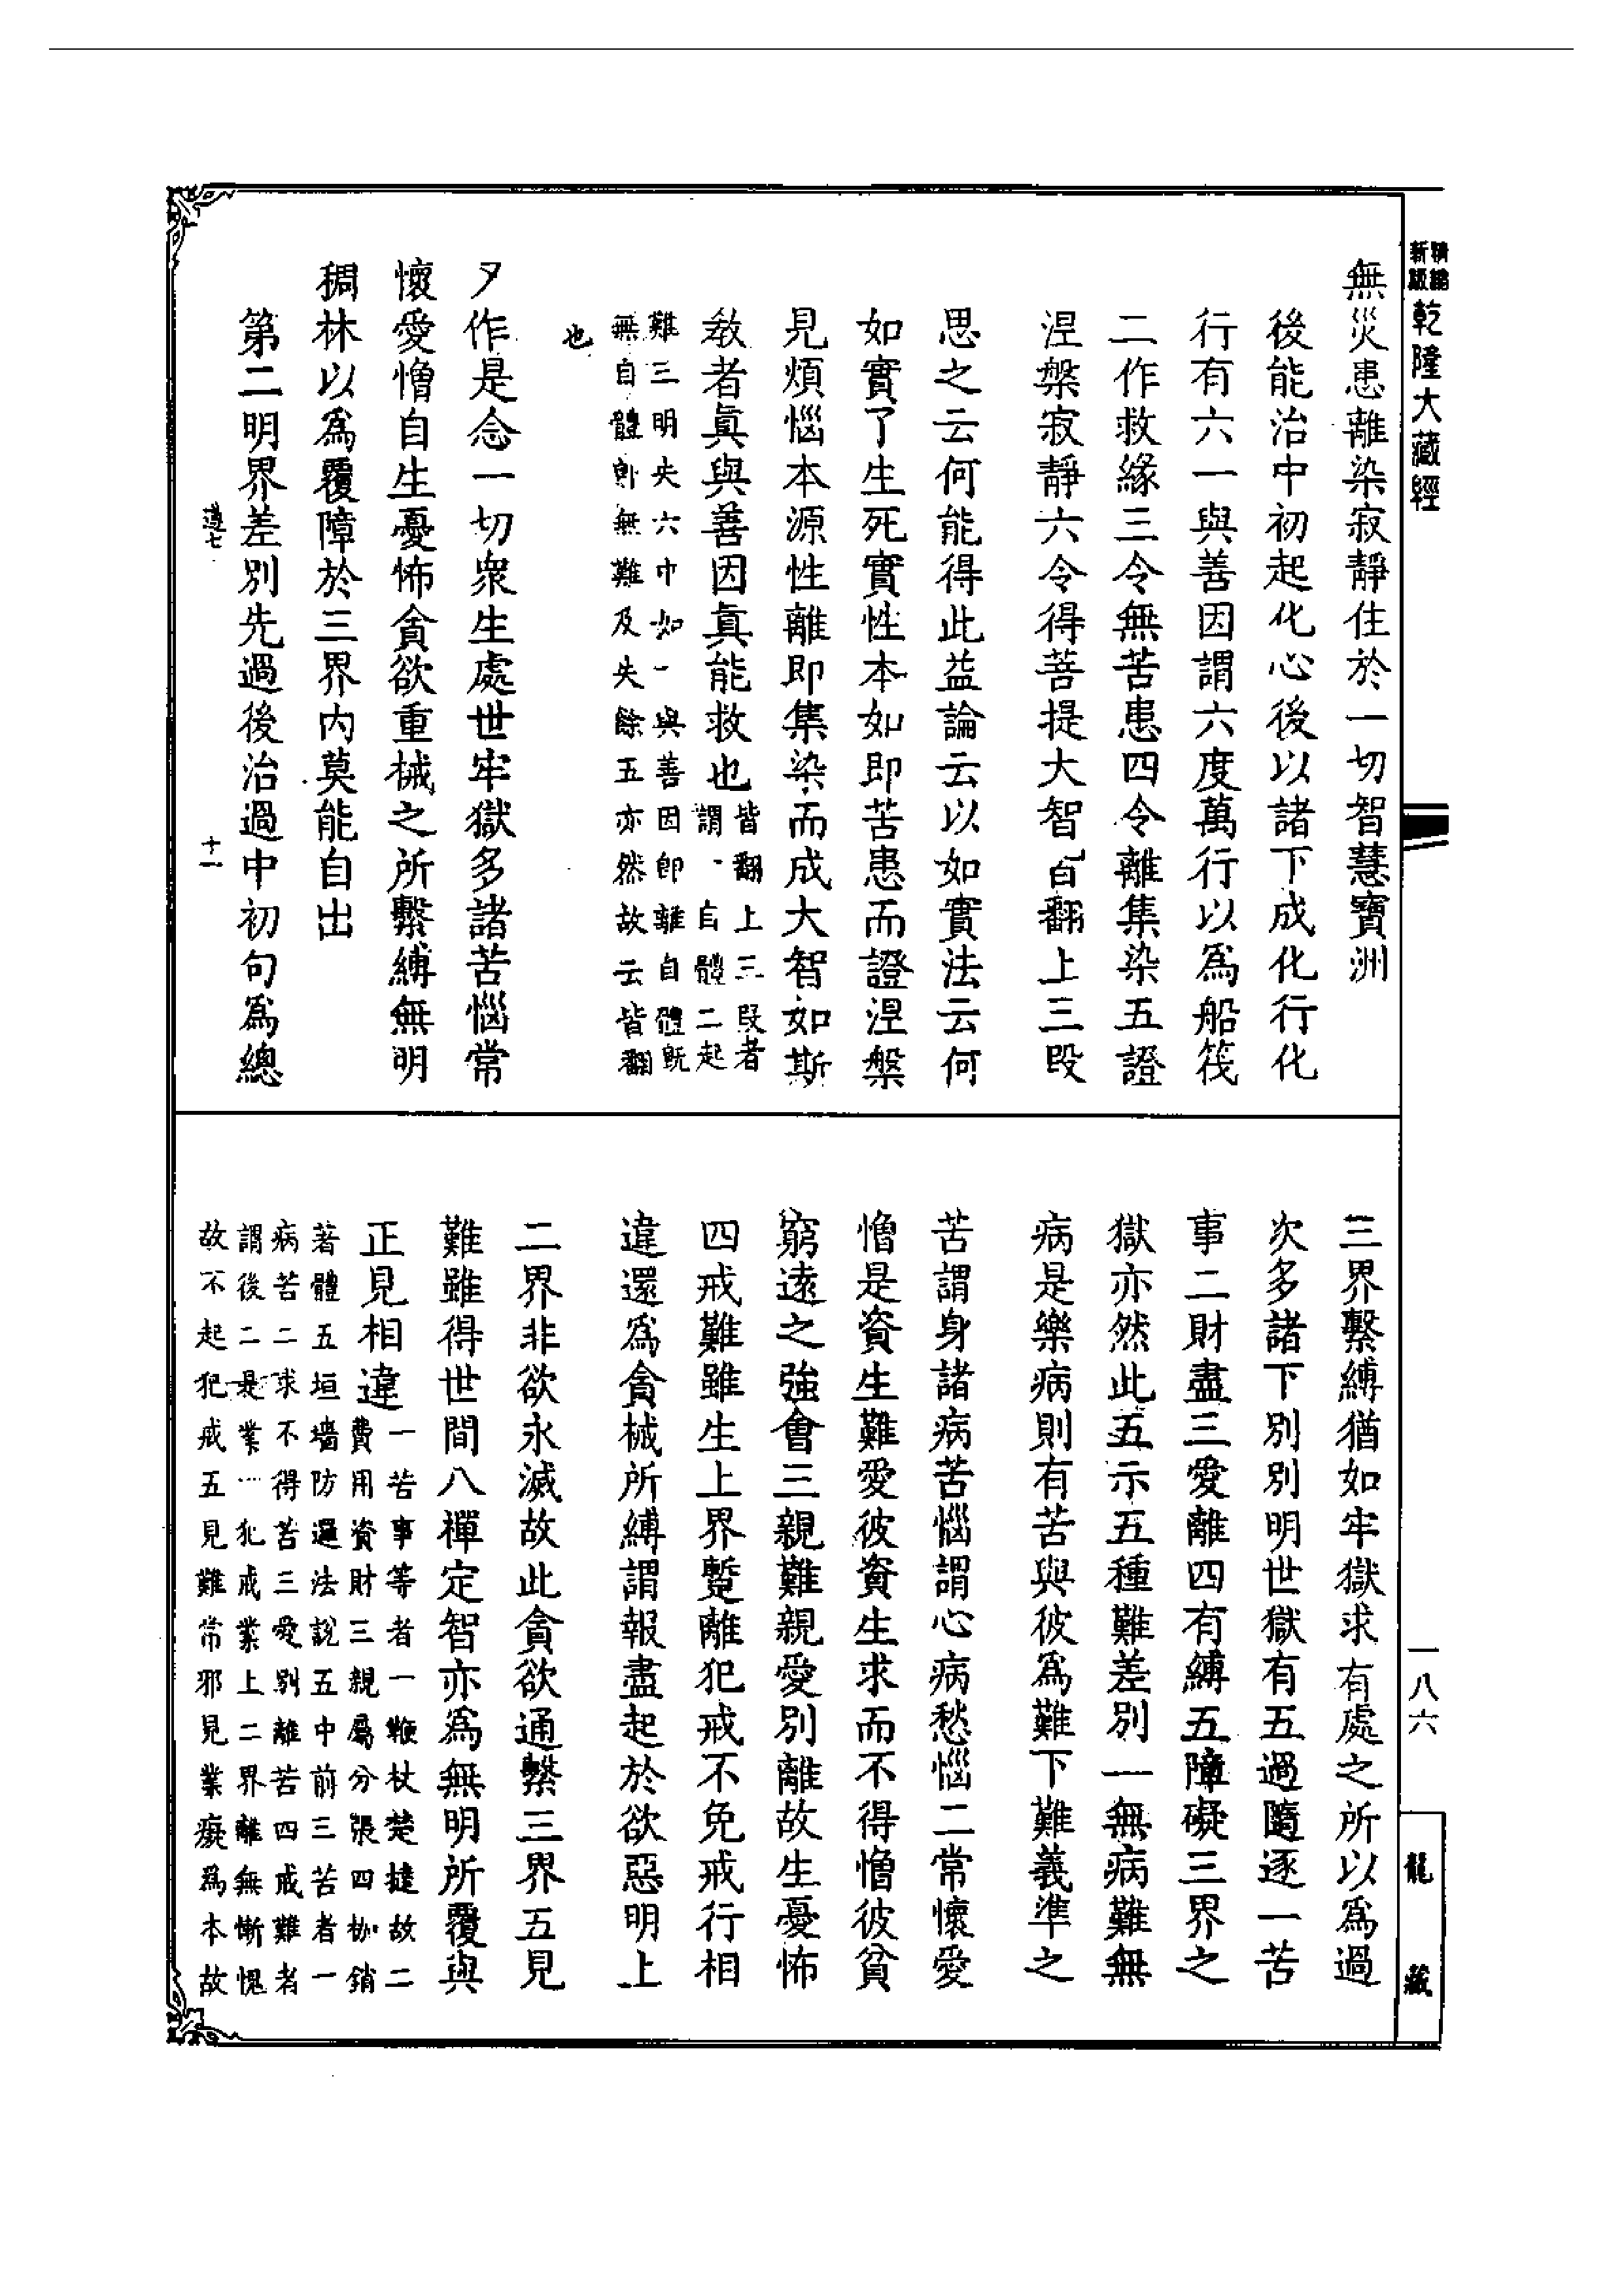 精編
新版
乾隆大藏經
無災患離染寂靜住於一切智慧寶洲
後能治中初起化心後以諸下成化行化
行有六一與善因謂六度萬行以爲船筏
二作救緣三令無苦患四令離集染五證
涅槃寂靜六令得菩提大智皆翻上三段
思之云何能得此益論云以如實法云何
如實了生死實性本如即苦患而證涅槃
見煩惱本源性離即集染而成大智如斯
教者眞與善因眞能救也
皆翻上三段者
謂一自體二起
難三明失六中如一與善因即離自體既
無自體即無難及失餘五亦然故云皆翻
也
又作是念一切衆生處世牢獄多諸苦惱常
懷愛憎自生憂怖貪欲重械之所繫縛無明
稠林以爲覆障於三界內莫能自出
第二明界差別先過後治過中初句爲總
十一
三界繫縛猶如牢獄求有處之所以爲過
次多諸下別別明世獄有五過隨逐一苦
事二財盡三愛離四有縛五障礙三界之
獄亦然此五示五種難差別一無病難無
病是樂病則有苦與彼爲難下難義準之
苦謂身諸病苦惱謂心病愁惱二常懷愛
憎是資生難愛彼資生求而不得憎彼貧
窮遠之強會三親難親愛別離故生憂怖
四戒難雖生上界蹔離犯戒不免戒行相
違還爲貪械所縛謂報盡起於欲惡明上
二界非欲永滅故此貪欲通繫三界五見
難雖得世間八禪定智亦爲無明所覆與
正見相違
一苦事等者一鞭杖楚撻故二
費用資財三親屬分張四杻銷
著體五垣墻防邏法說五中前三苦者一
病苦二求不得苦三愛別離苦四戒難者
謂後二是業一犯戒業上二界離無慚愧
故不起犯戒五見難常邪見業癡爲本故
一八六
龍藏